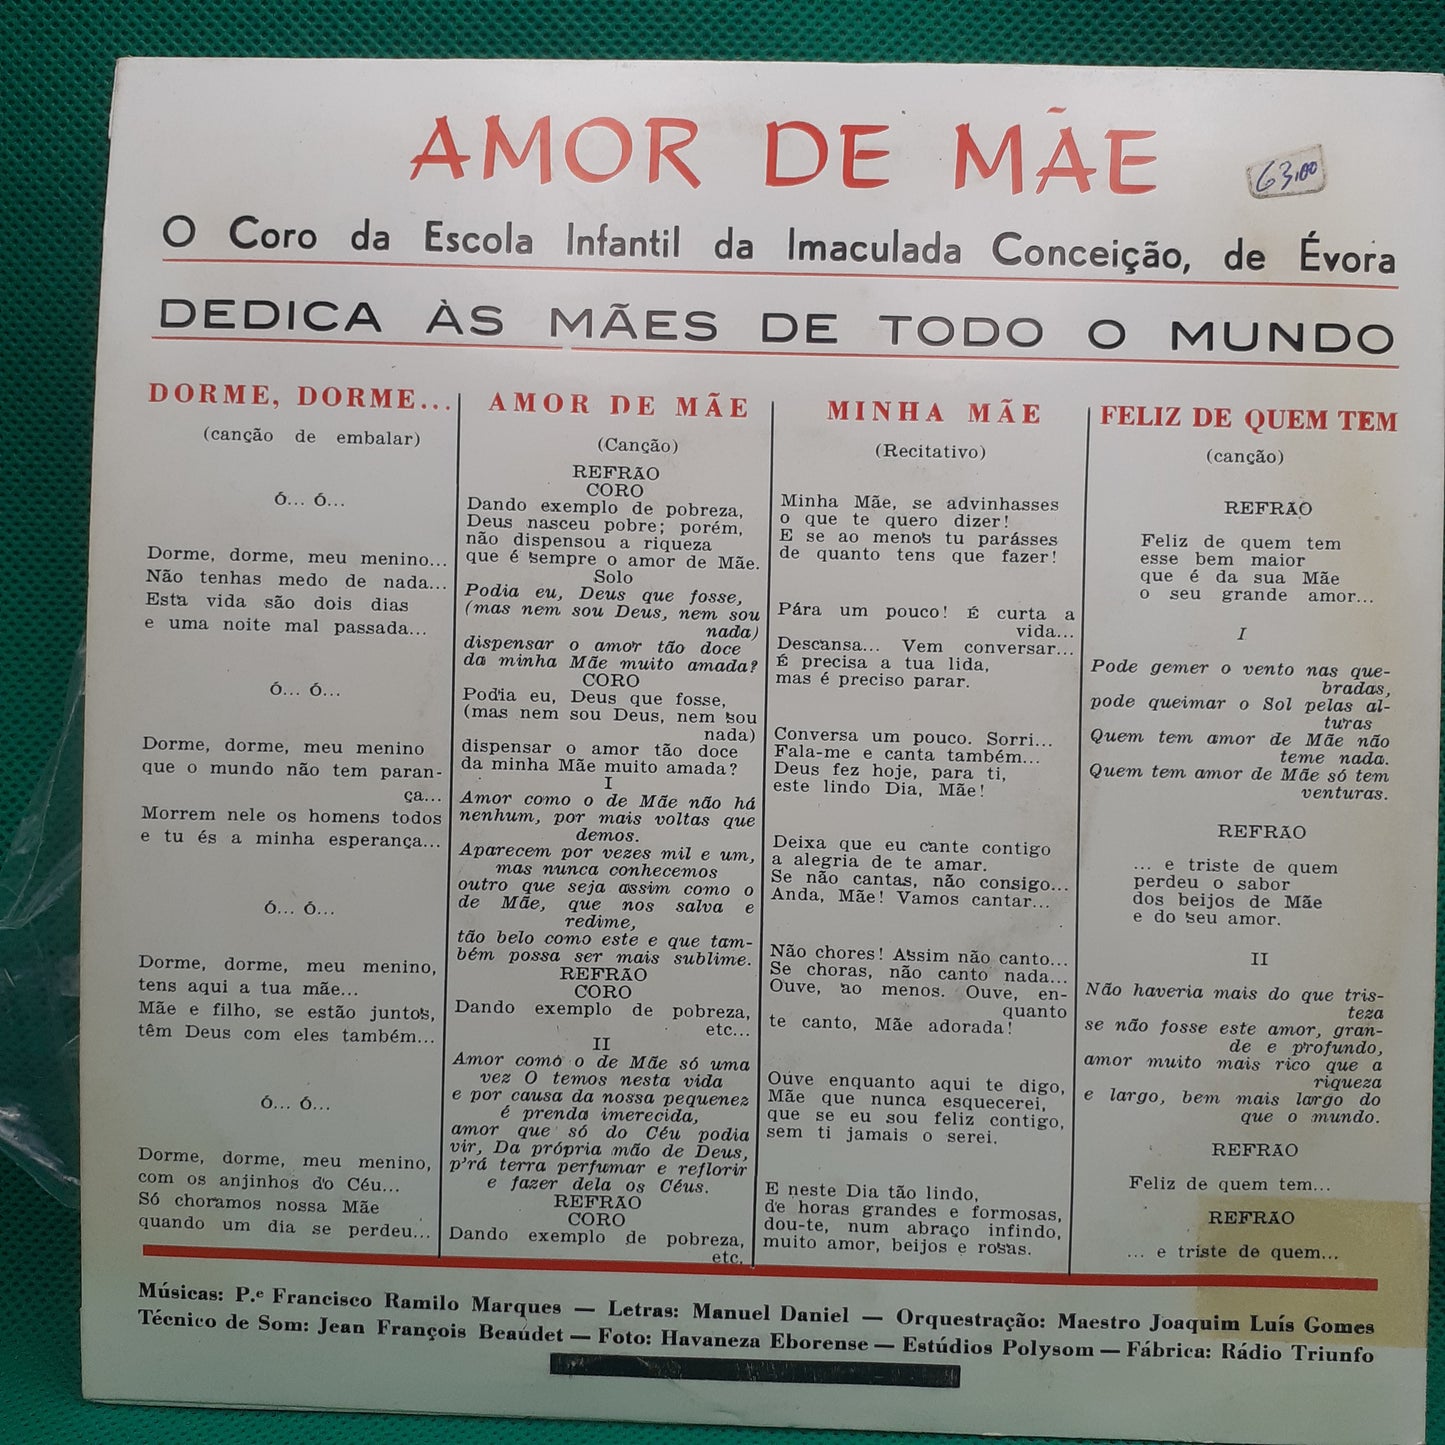 AMOR DE MÃE
63,00
O Coro da Escola Infantil da Imaculada Conceição, de Évora
DEDICA ÀS MÃES DE TODO O MUNDO
DORME, DORME...
(canção de embalar)
Ó... Ó...
Dorme, dorme, meu menino...
Não tenhas medo de nada...
Esta vida são dois dias
e uma noite mal passada...
Ó... Ó...
Dorme, dorme, meu menino
que o mundo não tem paran-
ça...
Morrem nele os homens todos
e tu és a minha esperança...
Ó... Ó...
Dorme, dorme, meu menino,
tens aqui a tua mãe...
Mãe e filho, se estão juntos,
têm Deus com eles também...
Ó... Ó...
Dorme, dorme, meu menino,
com os anjinhos do Céu...
Só choramos nossa Mãe
quando um dia se perdeu...
AMOR DE MÃE
(Canção)
REFRÃO
CORO
Dando exemplo de pobreza,
Deus nasceu pobre; porém,
não dispensou a riqueza
que é sempre o amor de Mãe.
Solo
Podia eu, Deus que fosse,
(mas nem sou Deus, nem sou
nada)
dispensar o amor tão doce
da minha Mãe muito amada?
CORO
Podia eu, Deus que fosse,
(mas nem sou Deus, nem sou
nada)
dispensar o amor tão doce
da minha Mãe muito amada?
I
Amor como o de Mãe não há
nenhum, por mais voltas que
demos.
Aparecem por vezes mil e um,
mas nunca conhecemos
outro que seja assim como o
de Mãe, que nos salva e
redime,
tão belo como este e que tam-
bém possa ser mais sublime.
REFRÃO
CORO
Dando exemplo de pobreza,
etc...
II
Amor como o de Mãe só uma
vez O temos nesta vida
e por causa da nossa pequenez
é prenda imerecida,
amor que só do Céu podia
vir, Da própria mão de Deus,
p'rá terra perfumar e reflorir
e fazer dela os Céus.
REFRÃO
CORO
Dando exemplo de pobreza,
etc.
MINHA MÃE
(Recitativo)
Minha Mãe, se advinhasses
o que te quero dizer!
E se ao menos tu parásses
de quanto tens que fazer!
Pára um pouco! É curta a
vida...
Descansa... Vem conversar...
É precisa a tua lida,
mas é preciso parar.
Conversa um pouco. Sorri...
Fala-me e canta também...
Deus fez hoje, para ti,
este lindo Dia, Mãe!
Deixa que eu cante contigo
a alegria de te amar.
Se não cantas, não consigo...
Anda, Mãe! Vamos cantar...
Não chores! Assim não canto...
Se choras, não canto nada...
Ouve, ao menos. Ouve, en-
quanto
te canto, Mãe adorada!
Ouve enquanto aqui te digo,
Mãe que nunca esquecerei,
que se eu sou feliz contigo,
sem ti jamais o serei.
E neste Dia tão lindo,
de horas grandes e formosas,
dou-te, num abraço infindo,
muito amor, beijos e rosas.
FELIZ DE QUEM TEM
(canção)
REFRÃO
Feliz de quem tem
esse bem maior
que é da sua Mãe
o seu grande amor...
I
Pode gemer o vento nas que-
bradas,
pode queimar o Sol pelas al-
turas
Quem tem amor de Mãe não
teme nada.
Quem tem amor de Mãe só tem
venturas.
REFRÃO
... e triste de quem
perdeu o sabor
dos beijos de Mãe
e do seu amor.
II
Não haveria mais do que tris-
teza
se não fosse este amor, gran-
de e profundo,
amor muito mais rico que a
riqueza
e largo, bem mais largo do
que o mundo.
REFRÃO
Feliz de quem tem...
REFRÃO
... e triste de quem...
Músicas: P.e Francisco Ramilo Marques — Letras: Manuel Daniel — Orquestração: Maestro Joaquim Luís Gomes
Técnico de Som: Jean François Beaudet — Foto: Havaneza Eborense — Estúdios Polysom — Fábrica: Rádio Triunfo